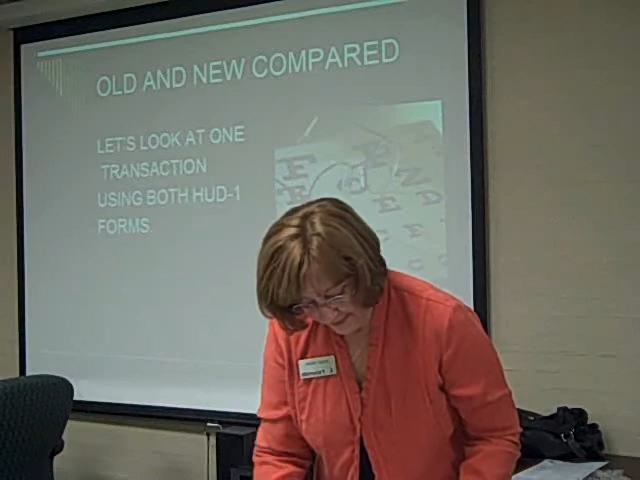 OLD AND NEW COMPARED
LET'S LOOK AT ONE
TRANSACTION
USING BOTH HUD-1
FORMS.